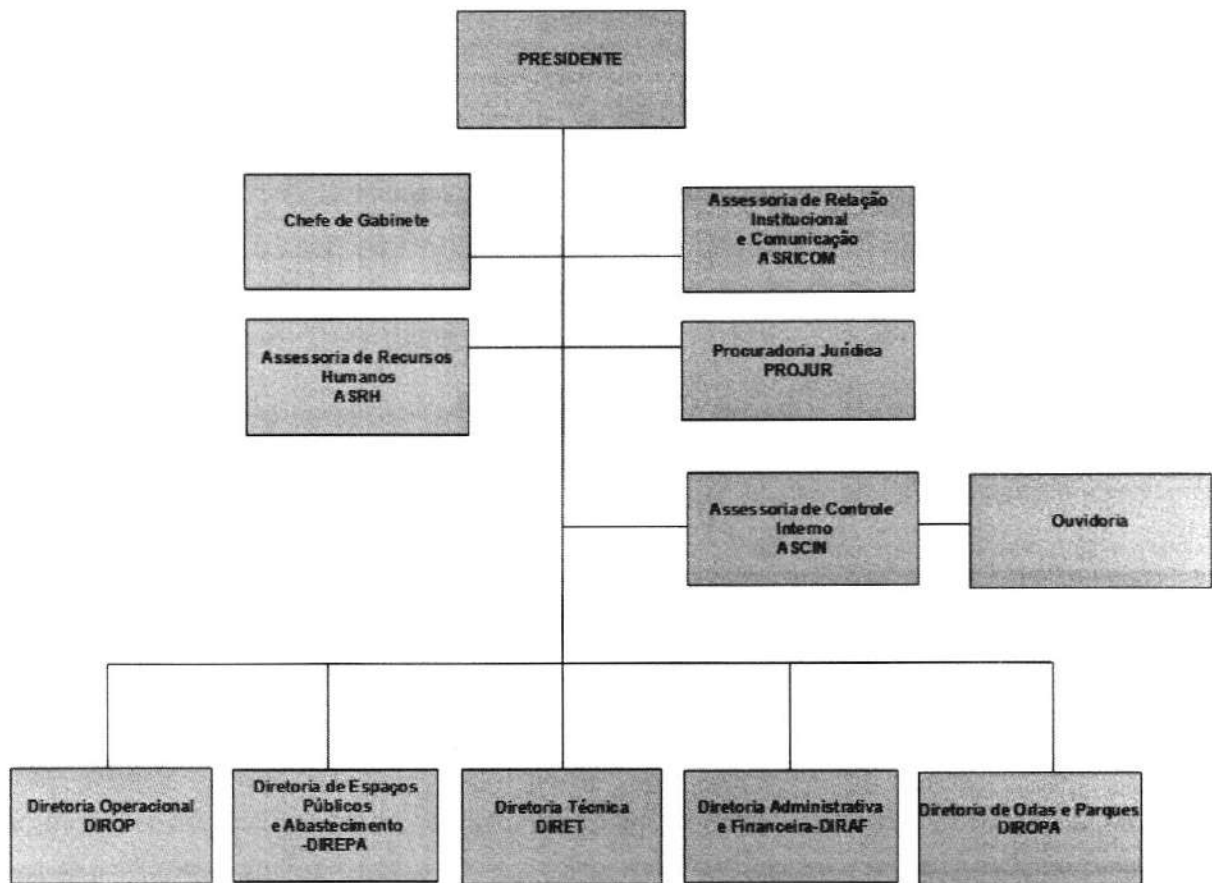 PRESIDENTE
Chefe de Gabinete
Assessoria de Relação
Institucional
e Comunicação
ASRICOM
Assessoria de Recursos
Humanos
ASRH
Procuradoria Jurídica
PROJUR
Assessoria de Controle
Interno
ASCIN
Ouvidoria
Diretoria Operacional
DIROP
Diretoria de Espaços
Públicos
e Abastecimento
-DIREPA
Diretoria Técnica
DIRET
Diretoria Administrativa
e Financeira-DIRAF
Diretoria de Orlas e Parques
DIROPA